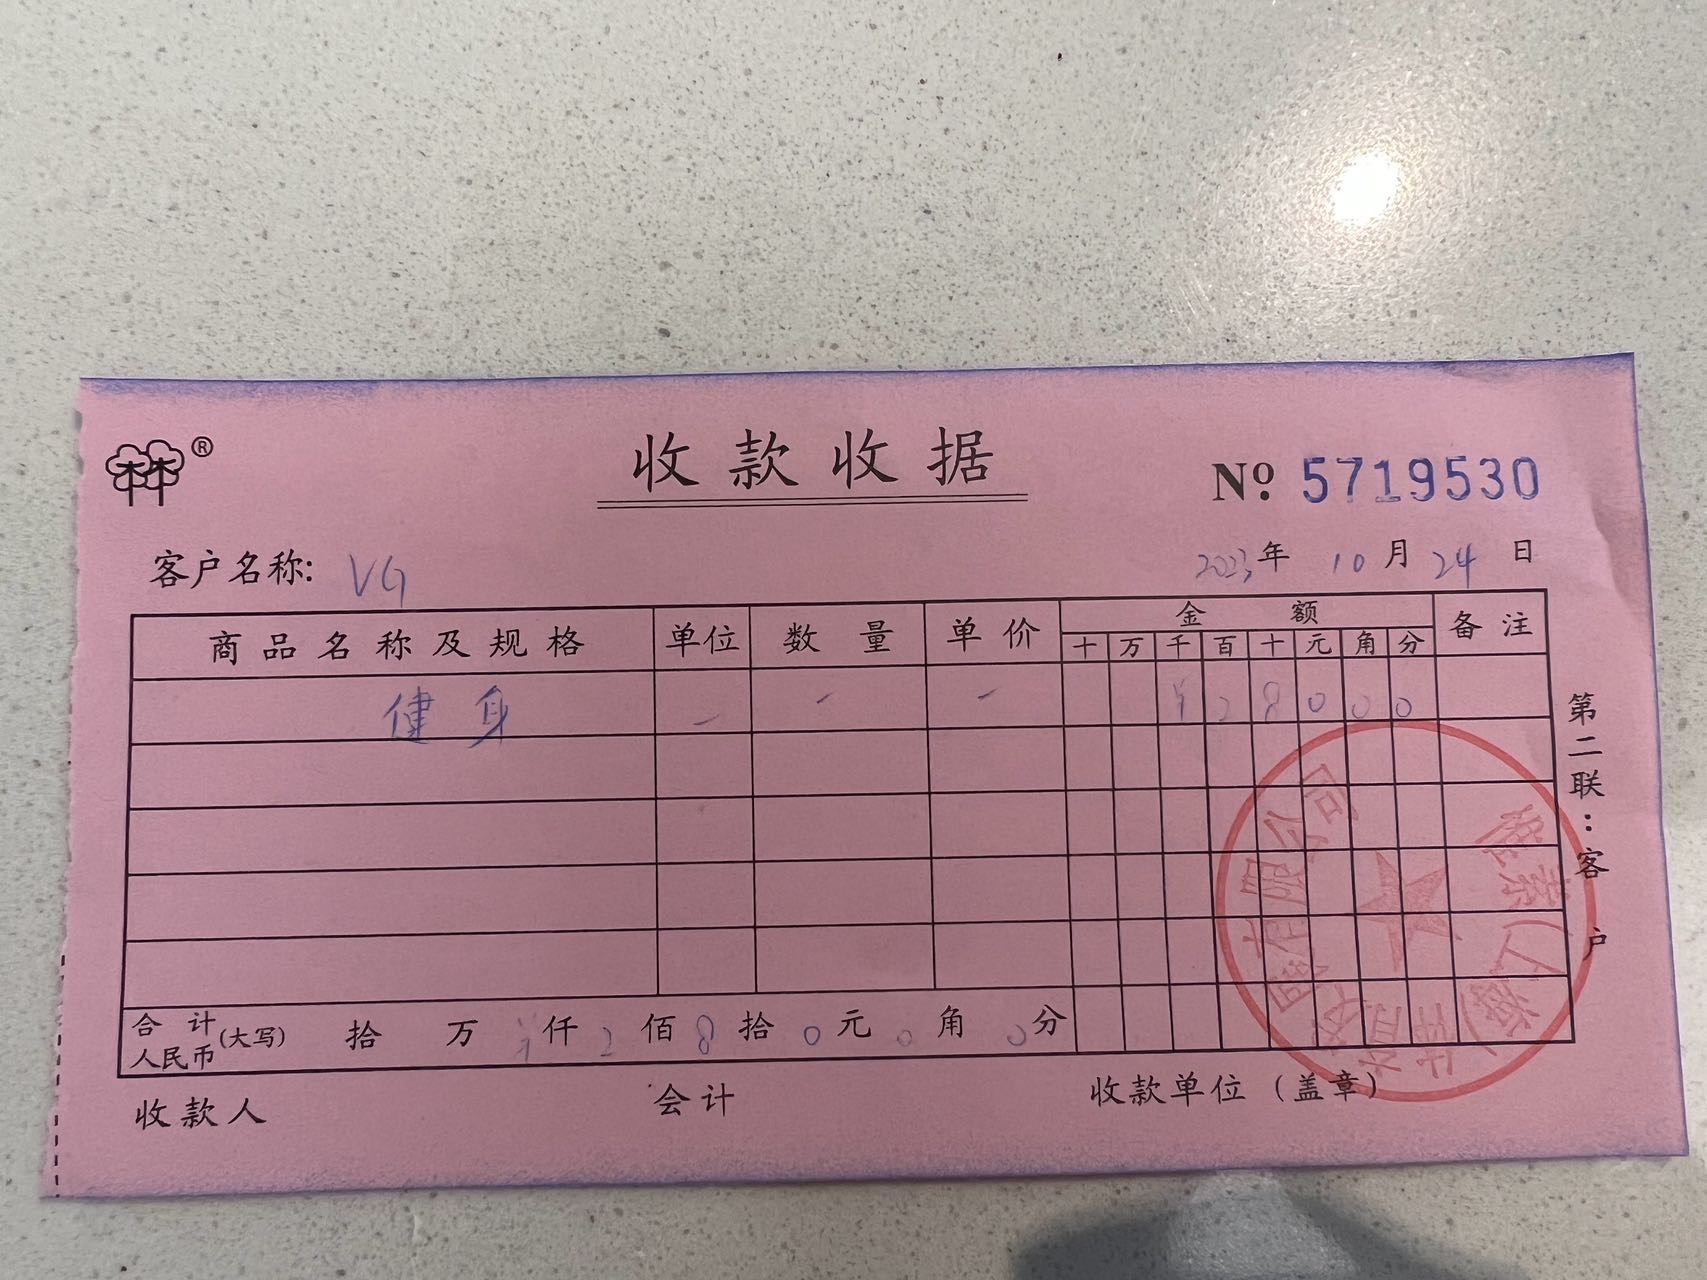 ®
收款收据
Nº 5719530
客户名称: VG 2023年 10月 24日
商品名称及规格 单位 数量 单价 金额 备注
十 万 千 百 十 元 角 分
健身 - - - ¥ 2 8 0 0 0
合计人民币(大写) 拾 万 ¥ 仟 2 佰 8 拾 0 元 0 角 0 分
收款人 会计 收款单位(盖章)
第二联:客户
有限公司